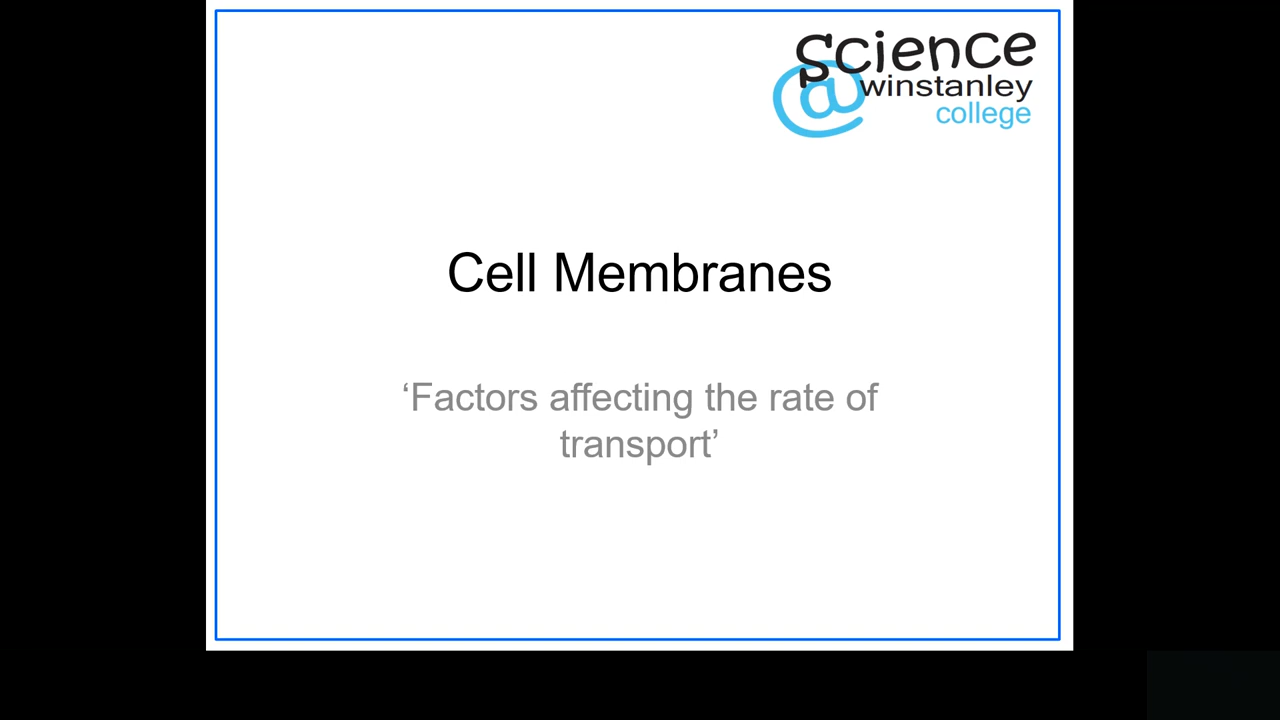 Science
@winstanley
college
Cell Membranes
‘Factors affecting the rate of
transport’